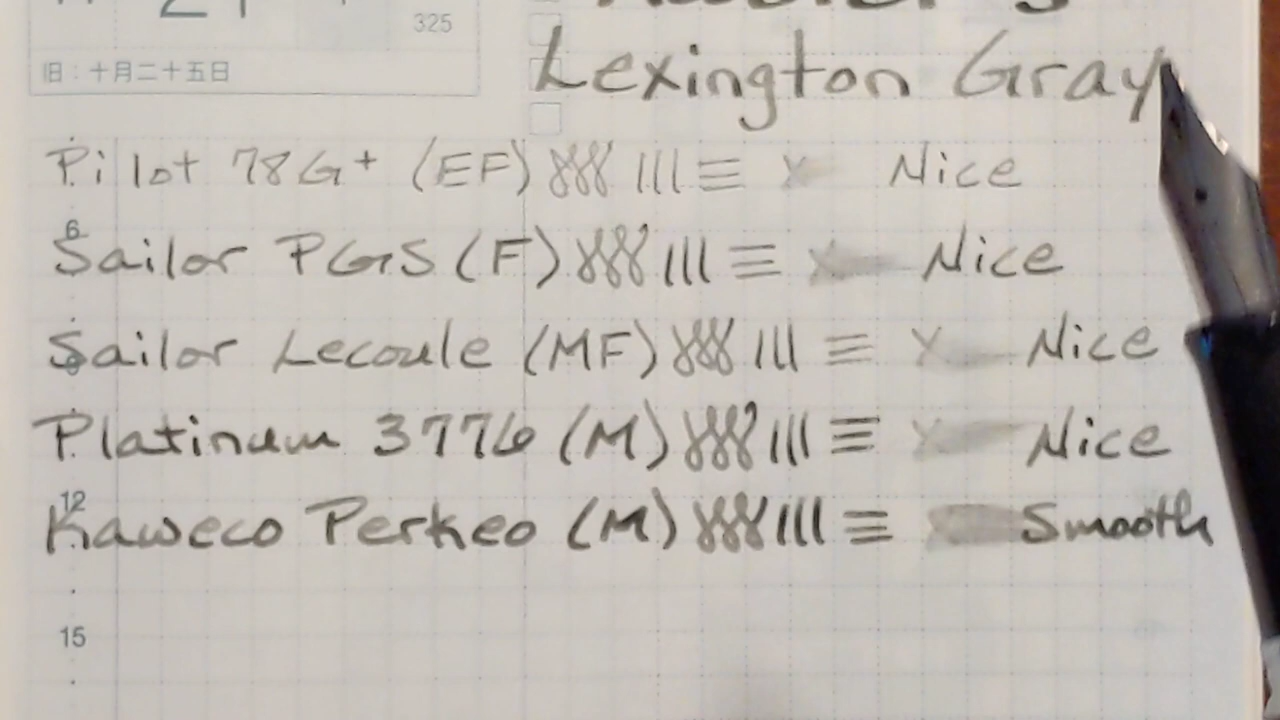 325
旧:十月二十五日
Lexington Gray
Pilot 78G+ (EF) Nice
6
Sailor PGS (F) Nice
Sailor Lecoule (MF) Nice
Platinum 3776 (M) Nice
12
Kaweco Perkeo (M) Smooth
15